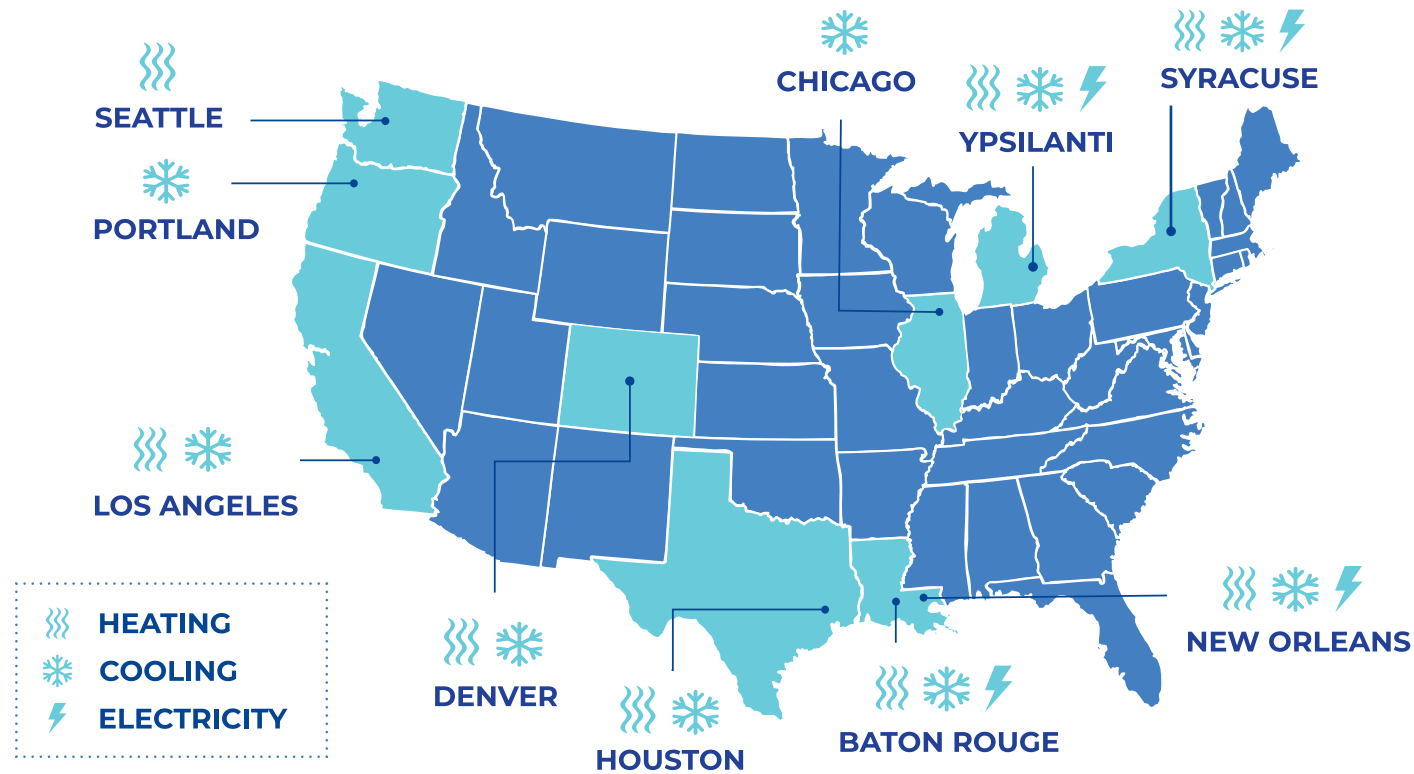 CHICAGO
SYRACUSE
SEATTLE
YPSILANTI
PORTLAND
LOS ANGELES
HEATING
COOLING
ELECTRICITY
DENVER
HOUSTON
BATON ROUGE
NEW ORLEANS